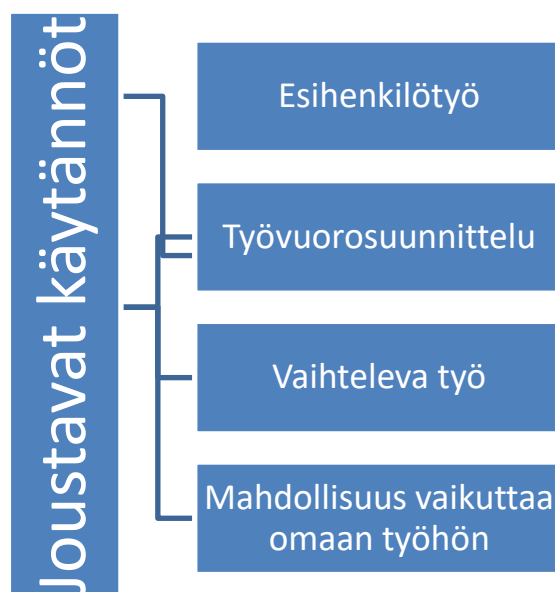 Joustavat käytännöt
Esihenkilötyö
Työvuorosuunnittelu
Vaihteleva työ
Mahdollisuus vaikuttaa
omaan työhön